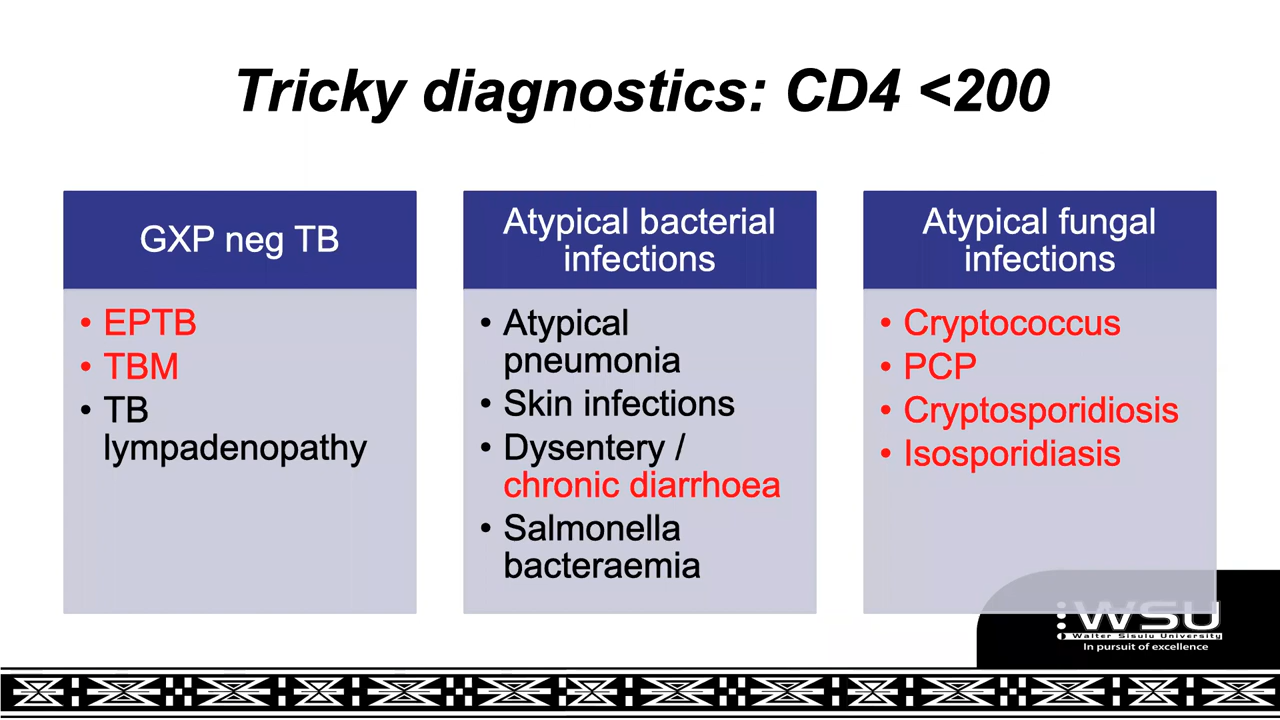 Tricky diagnostics: CD4 <200
GXP neg TB
• EPTB
• TBM
• TB
lympadenopathy
Atypical bacterial
infections
• Atypical
pneumonia
• Skin infections
• Dysentery /
chronic diarrhoea
• Salmonella
bacteraemia
Atypical fungal
infections
• Cryptococcus
• PCP
• Cryptosporidiosis
• Isosporidiasis
WSU
Walter Sisulu University
In pursuit of excellence